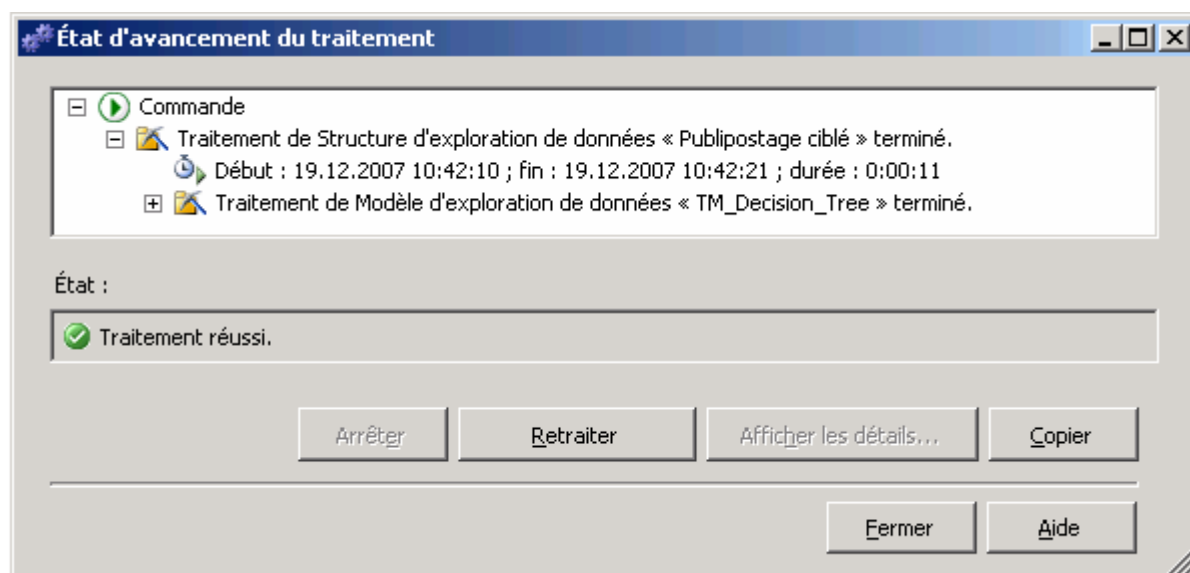 État d'avancement du traitement
Commande
Traitement de Structure d'exploration de données « Publipostage ciblé » terminé.
Début : 19.12.2007 10:42:10 ; fin : 19.12.2007 10:42:21 ; durée : 0:00:11
Traitement de Modèle d'exploration de données « TM_Decision_Tree » terminé.
État :
Traitement réussi.
Arrêter
Retraiter
Afficher les détails...
Copier
Fermer
Aide